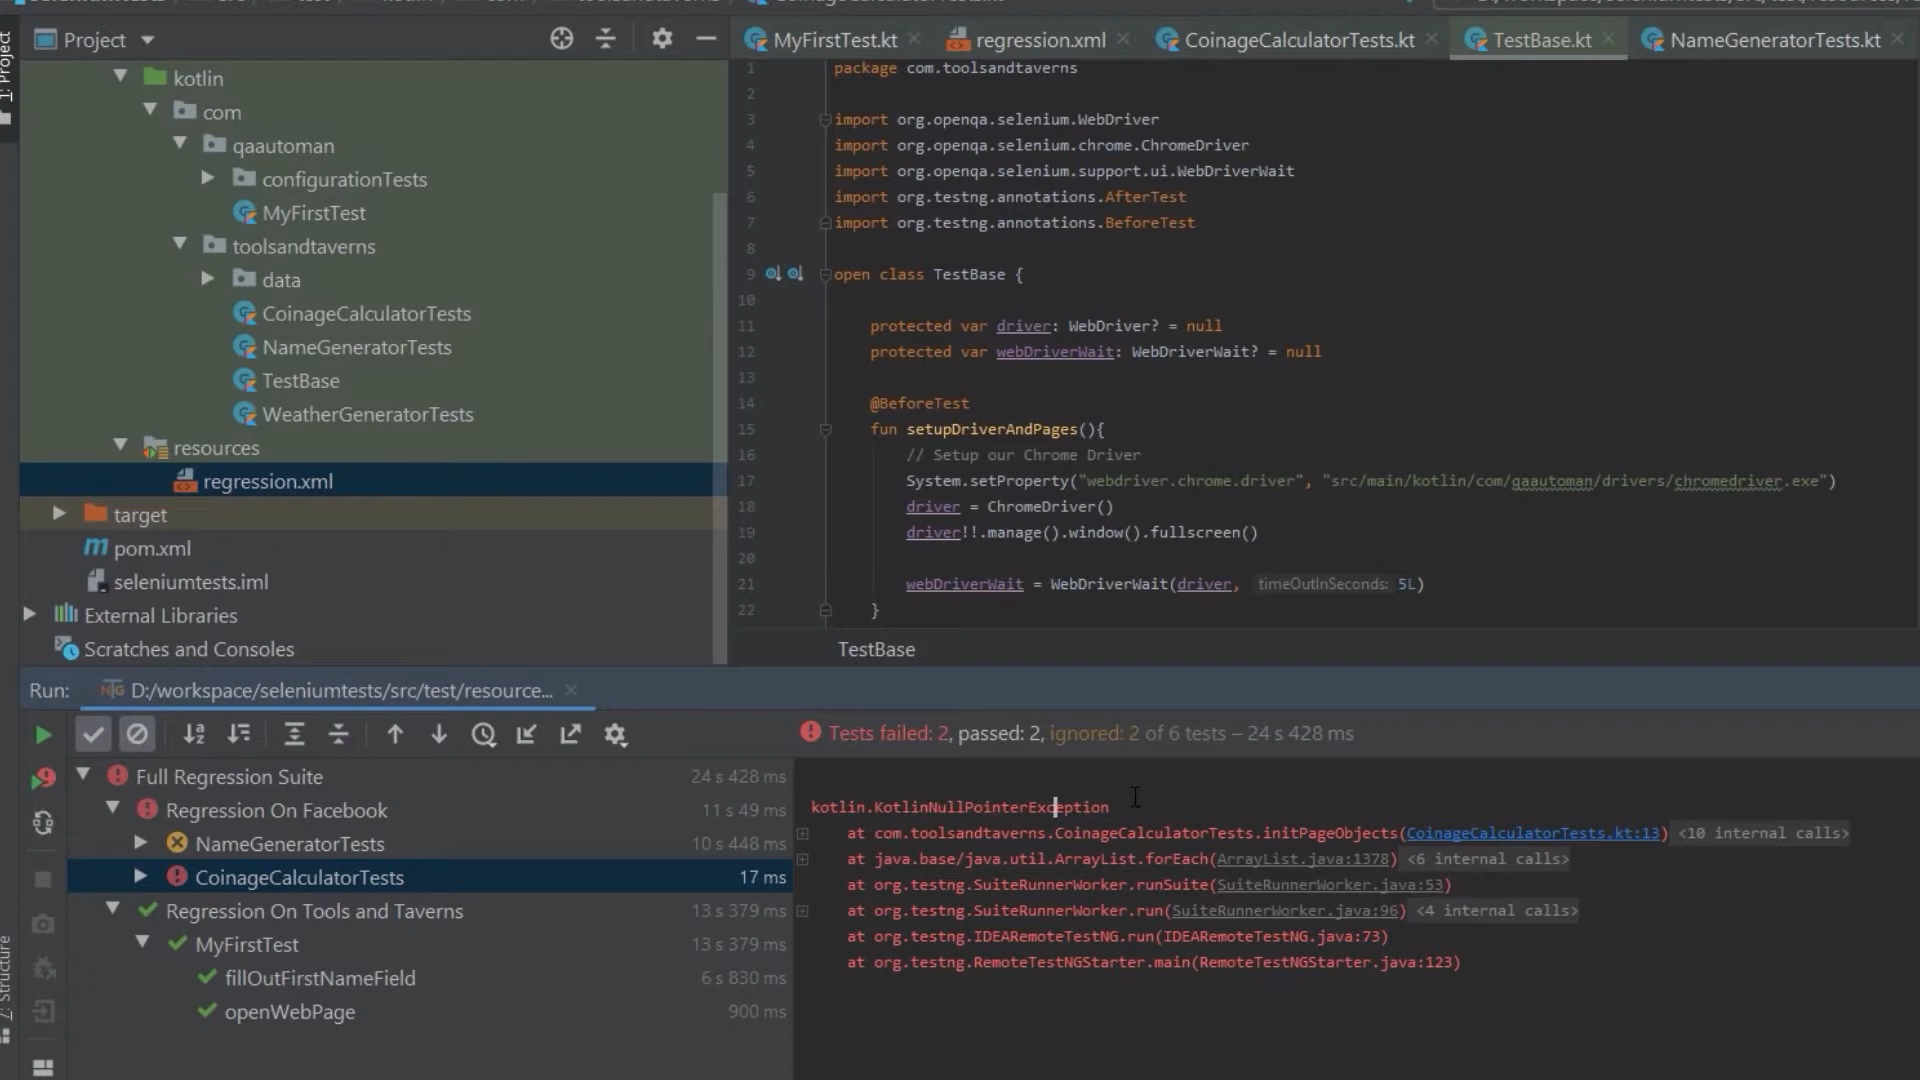 Project
MyFirstTest.kt
regression.xml
CoinageCalculatorTests.kt
TestBase.kt
NameGeneratorTests.kt
1: Project
kotlin
com
qaautoman
configurationTests
MyFirstTest
toolsandtaverns
data
CoinageCalculatorTests
NameGeneratorTests
TestBase
WeatherGeneratorTests
resources
regression.xml
target
pom.xml
seleniumtests.iml
External Libraries
Scratches and Consoles
1 package com.toolsandtaverns
2
3 import org.openqa.selenium.WebDriver
4 import org.openqa.selenium.chrome.ChromeDriver
5 import org.openqa.selenium.support.ui.WebDriverWait
6 import org.testng.annotations.AfterTest
7 import org.testng.annotations.BeforeTest
8
9 open class TestBase {
10
11 protected var driver: WebDriver? = null
12 protected var webDriverWait: WebDriverWait? = null
13
14 @BeforeTest
15 fun setupDriverAndPages(){
16 // Setup our Chrome Driver
17 System.setProperty("webdriver.chrome.driver", "src/main/kotlin/com/qaautoman/drivers/chromedriver.exe")
18 driver = ChromeDriver()
19 driver!!.manage().window().fullscreen()
20
21 webDriverWait = WebDriverWait(driver, timeOutInSeconds: 5L)
22 }
TestBase
Run: D:/workspace/seleniumtests/src/test/resource...
Tests failed: 2, passed: 2, ignored: 2 of 6 tests – 24 s 428 ms
Full Regression Suite 24 s 428 ms
Regression On Facebook 11 s 49 ms
NameGeneratorTests 10 s 448 ms
CoinageCalculatorTests 17 ms
Regression On Tools and Taverns 13 s 379 ms
MyFirstTest 13 s 379 ms
fillOutFirstNameField 6 s 830 ms
openWebPage 900 ms
kotlin.KotlinNullPointerException
at com.toolsandtaverns.CoinageCalculatorTests.initPageObjects(CoinageCalculatorTests.kt:13) <10 internal calls>
at java.base/java.util.ArrayList.forEach(ArrayList.java:1378) <6 internal calls>
at org.testng.SuiteRunnerWorker.runSuite(SuiteRunnerWorker.java:53)
at org.testng.SuiteRunnerWorker.run(SuiteRunnerWorker.java:96) <4 internal calls>
at org.testng.IDEARemoteTestNG.run(IDEARemoteTestNG.java:73)
at org.testng.RemoteTestNGStarter.main(RemoteTestNGStarter.java:123)
7: Structure